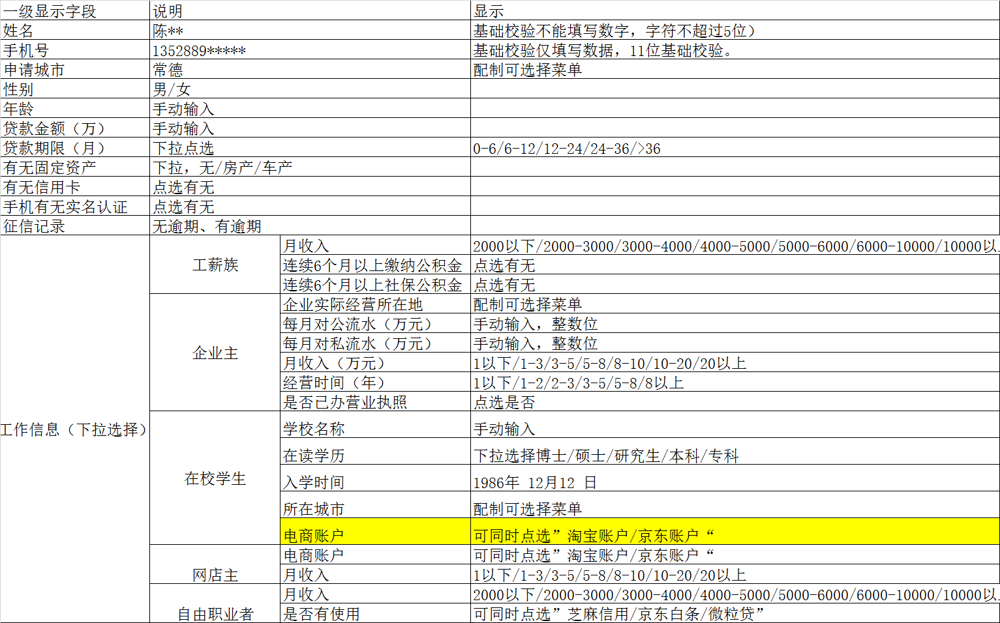 一级显示字段 说明 显示
姓名 陈** 基础校验不能填写数字，字符不超过5位）
手机号 1352889***** 基础校验仅填写数据，11位基础校验。
申请城市 常德 配制可选择菜单
性别 男/女
年龄 手动输入
贷款金额（万） 手动输入
贷款期限（月） 下拉点选 0-6/6-12/12-24/24-36/>36
有无固定资产 下拉，无/房产/车产
有无信用卡 点选有无
手机有无实名认证 点选有无
征信记录 无逾期、有逾期
工作信息（下拉选择）
工薪族
月收入 2000以下/2000-3000/3000-4000/4000-5000/5000-6000/6000-10000/10000以上
连续6个月以上缴纳公积金 点选有无
连续6个月以上社保公积金 点选有无
企业主
企业实际经营所在地 配制可选择菜单
每月对公流水（万元） 手动输入，整数位
每月对私流水（万元） 手动输入，整数位
月收入（万元） 1以下/1-3/3-5/5-8/8-10/10-20/20以上
经营时间（年） 1以下/1-2/2-3/3-5/5-8/8以上
是否已办营业执照 点选是否
在校学生
学校名称 手动输入
在读学历 下拉选择博士/硕士/研究生/本科/专科
入学时间 1986年 12月12 日
所在城市 配制可选择菜单
电商账户 可同时点选”淘宝账户/京东账户“
网店主
电商账户 可同时点选”淘宝账户/京东账户“
月收入 1以下/1-3/3-5/5-8/8-10/10-20/20以上
自由职业者
月收入 2000以下/2000-3000/3000-4000/4000-5000/5000-6000/6000-10000/10000以上
是否有使用 可同时点选”芝麻信用/京东白条/微粒贷”